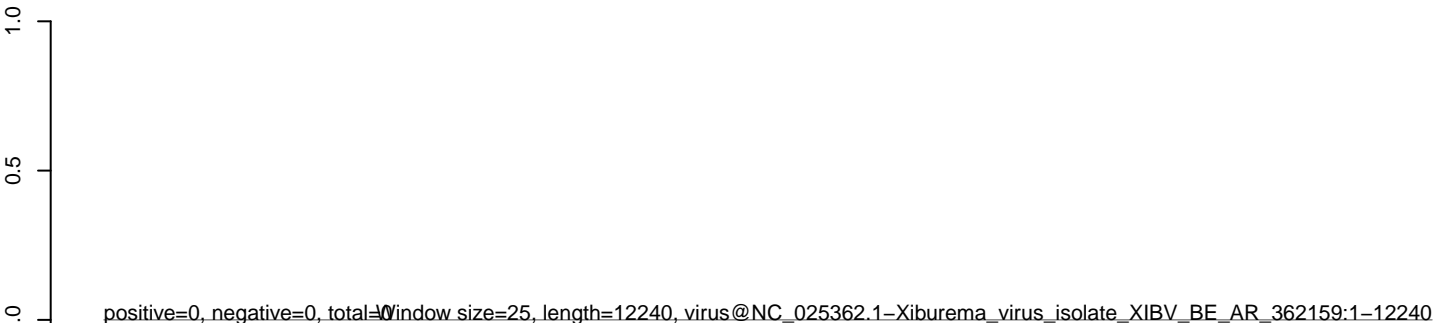 1.0
0.5
.0
positive=0, negative=0, total=0
Window size=25, length=12240, virus@NC_025362.1−Xiburema_virus_isolate_XIBV_BE_AR_362159:1−12240